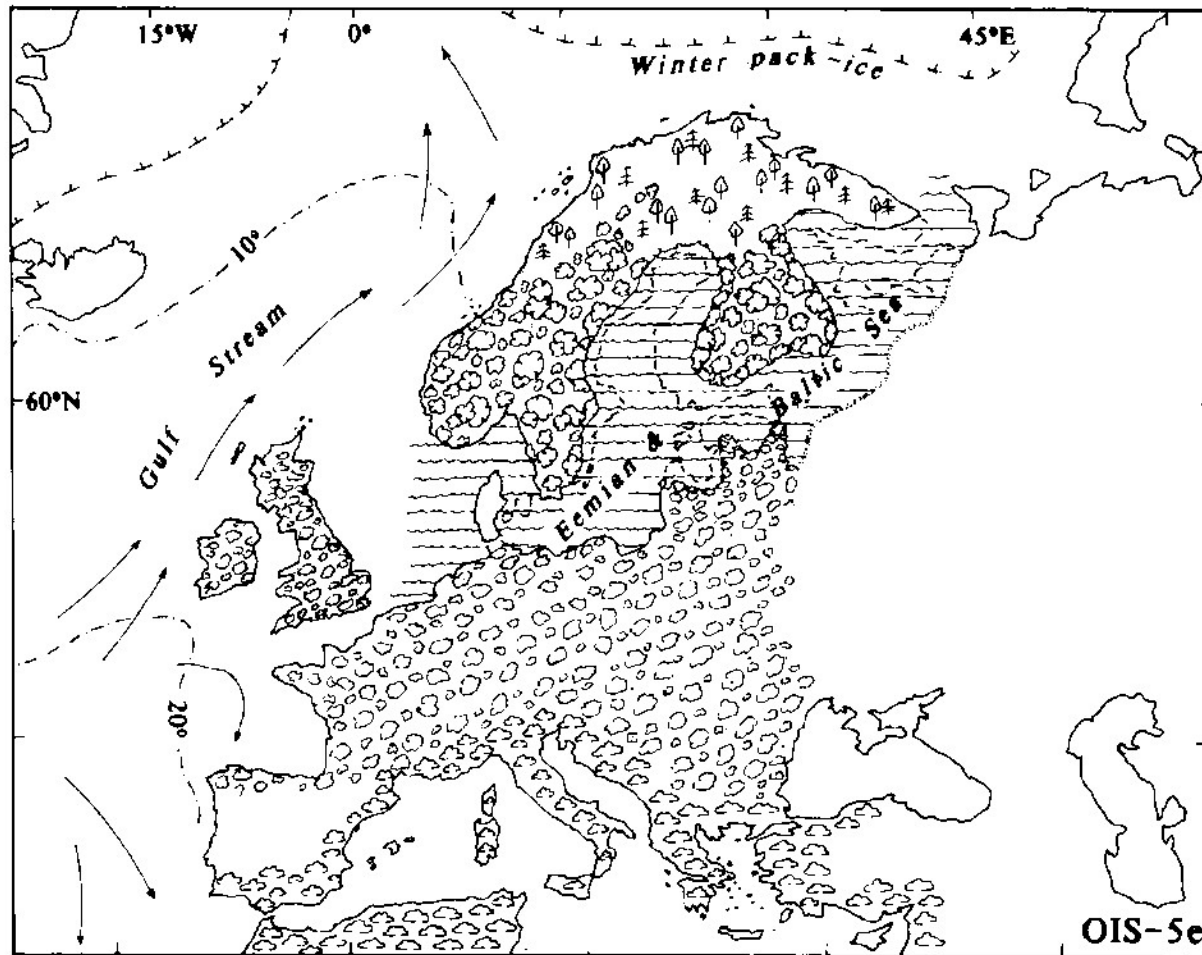 15°W
0°
45°E
Winter pack-ice
10°
Gulf Stream
60°N
Eemian & Baltic Sea
20°
OIS-5e